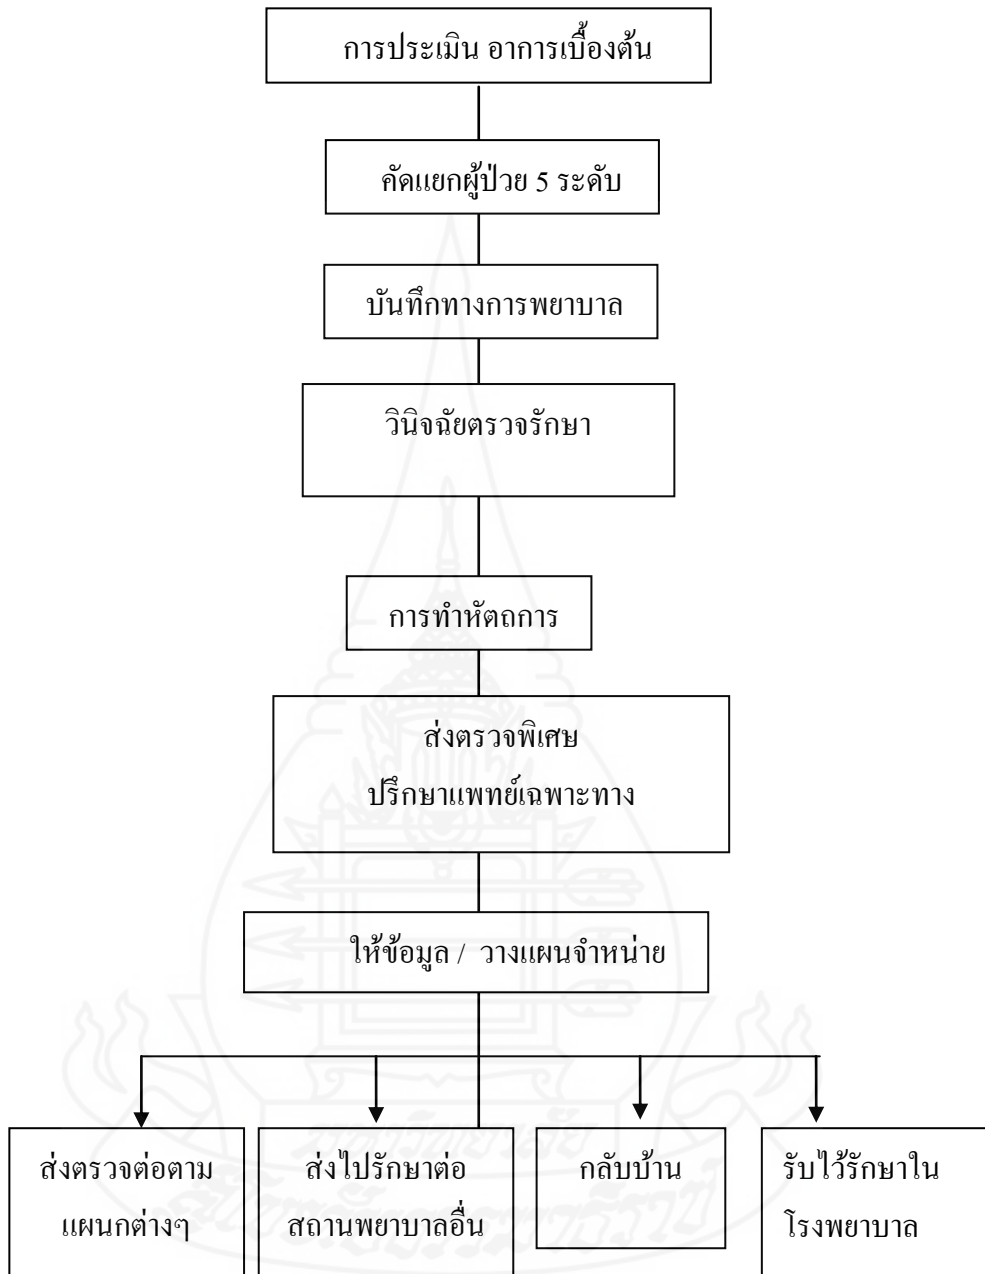 การประเมิน อาการเบื้องต้น
คัดแยกผู้ป่วย 5 ระดับ
บันทึกทางการพยาบาล
วินิจฉัยตรวจรักษา
การทำหัตถการ
ส่งตรวจพิเศษ
ปรึกษาแพทย์เฉพาะทาง
ให้ข้อมูล / วางแผนจำหน่าย
ส่งตรวจต่อตาม
แผนกต่างๆ
ส่งไปรักษาต่อ
สถานพยาบาลอื่น
กลับบ้าน
รับไว้รักษาใน
โรงพยาบาล